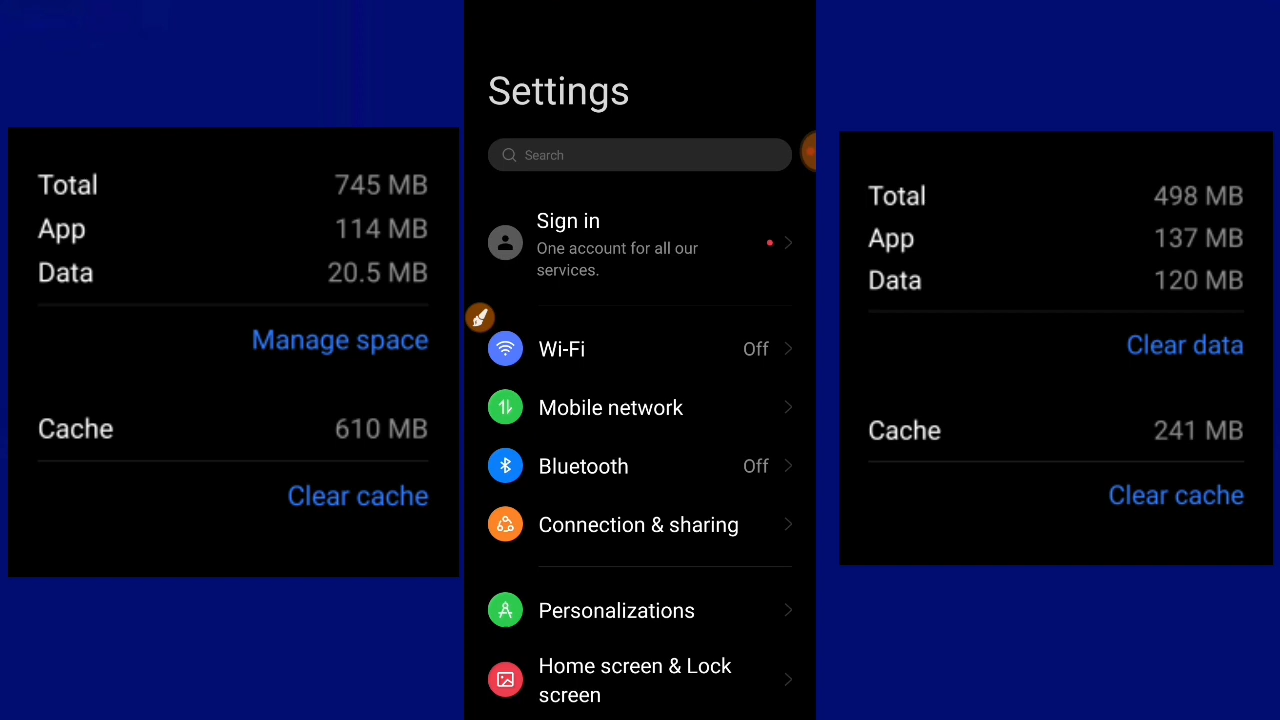 Total 745 MB
App 114 MB
Data 20.5 MB
Manage space
Cache 610 MB
Clear cache
Settings
Search
Sign in
One account for all our
services.
Wi-Fi Off
Mobile network
Bluetooth Off
Connection & sharing
Personalizations
Home screen & Lock
screen
Total 498 MB
App 137 MB
Data 120 MB
Clear data
Cache 241 MB
Clear cache